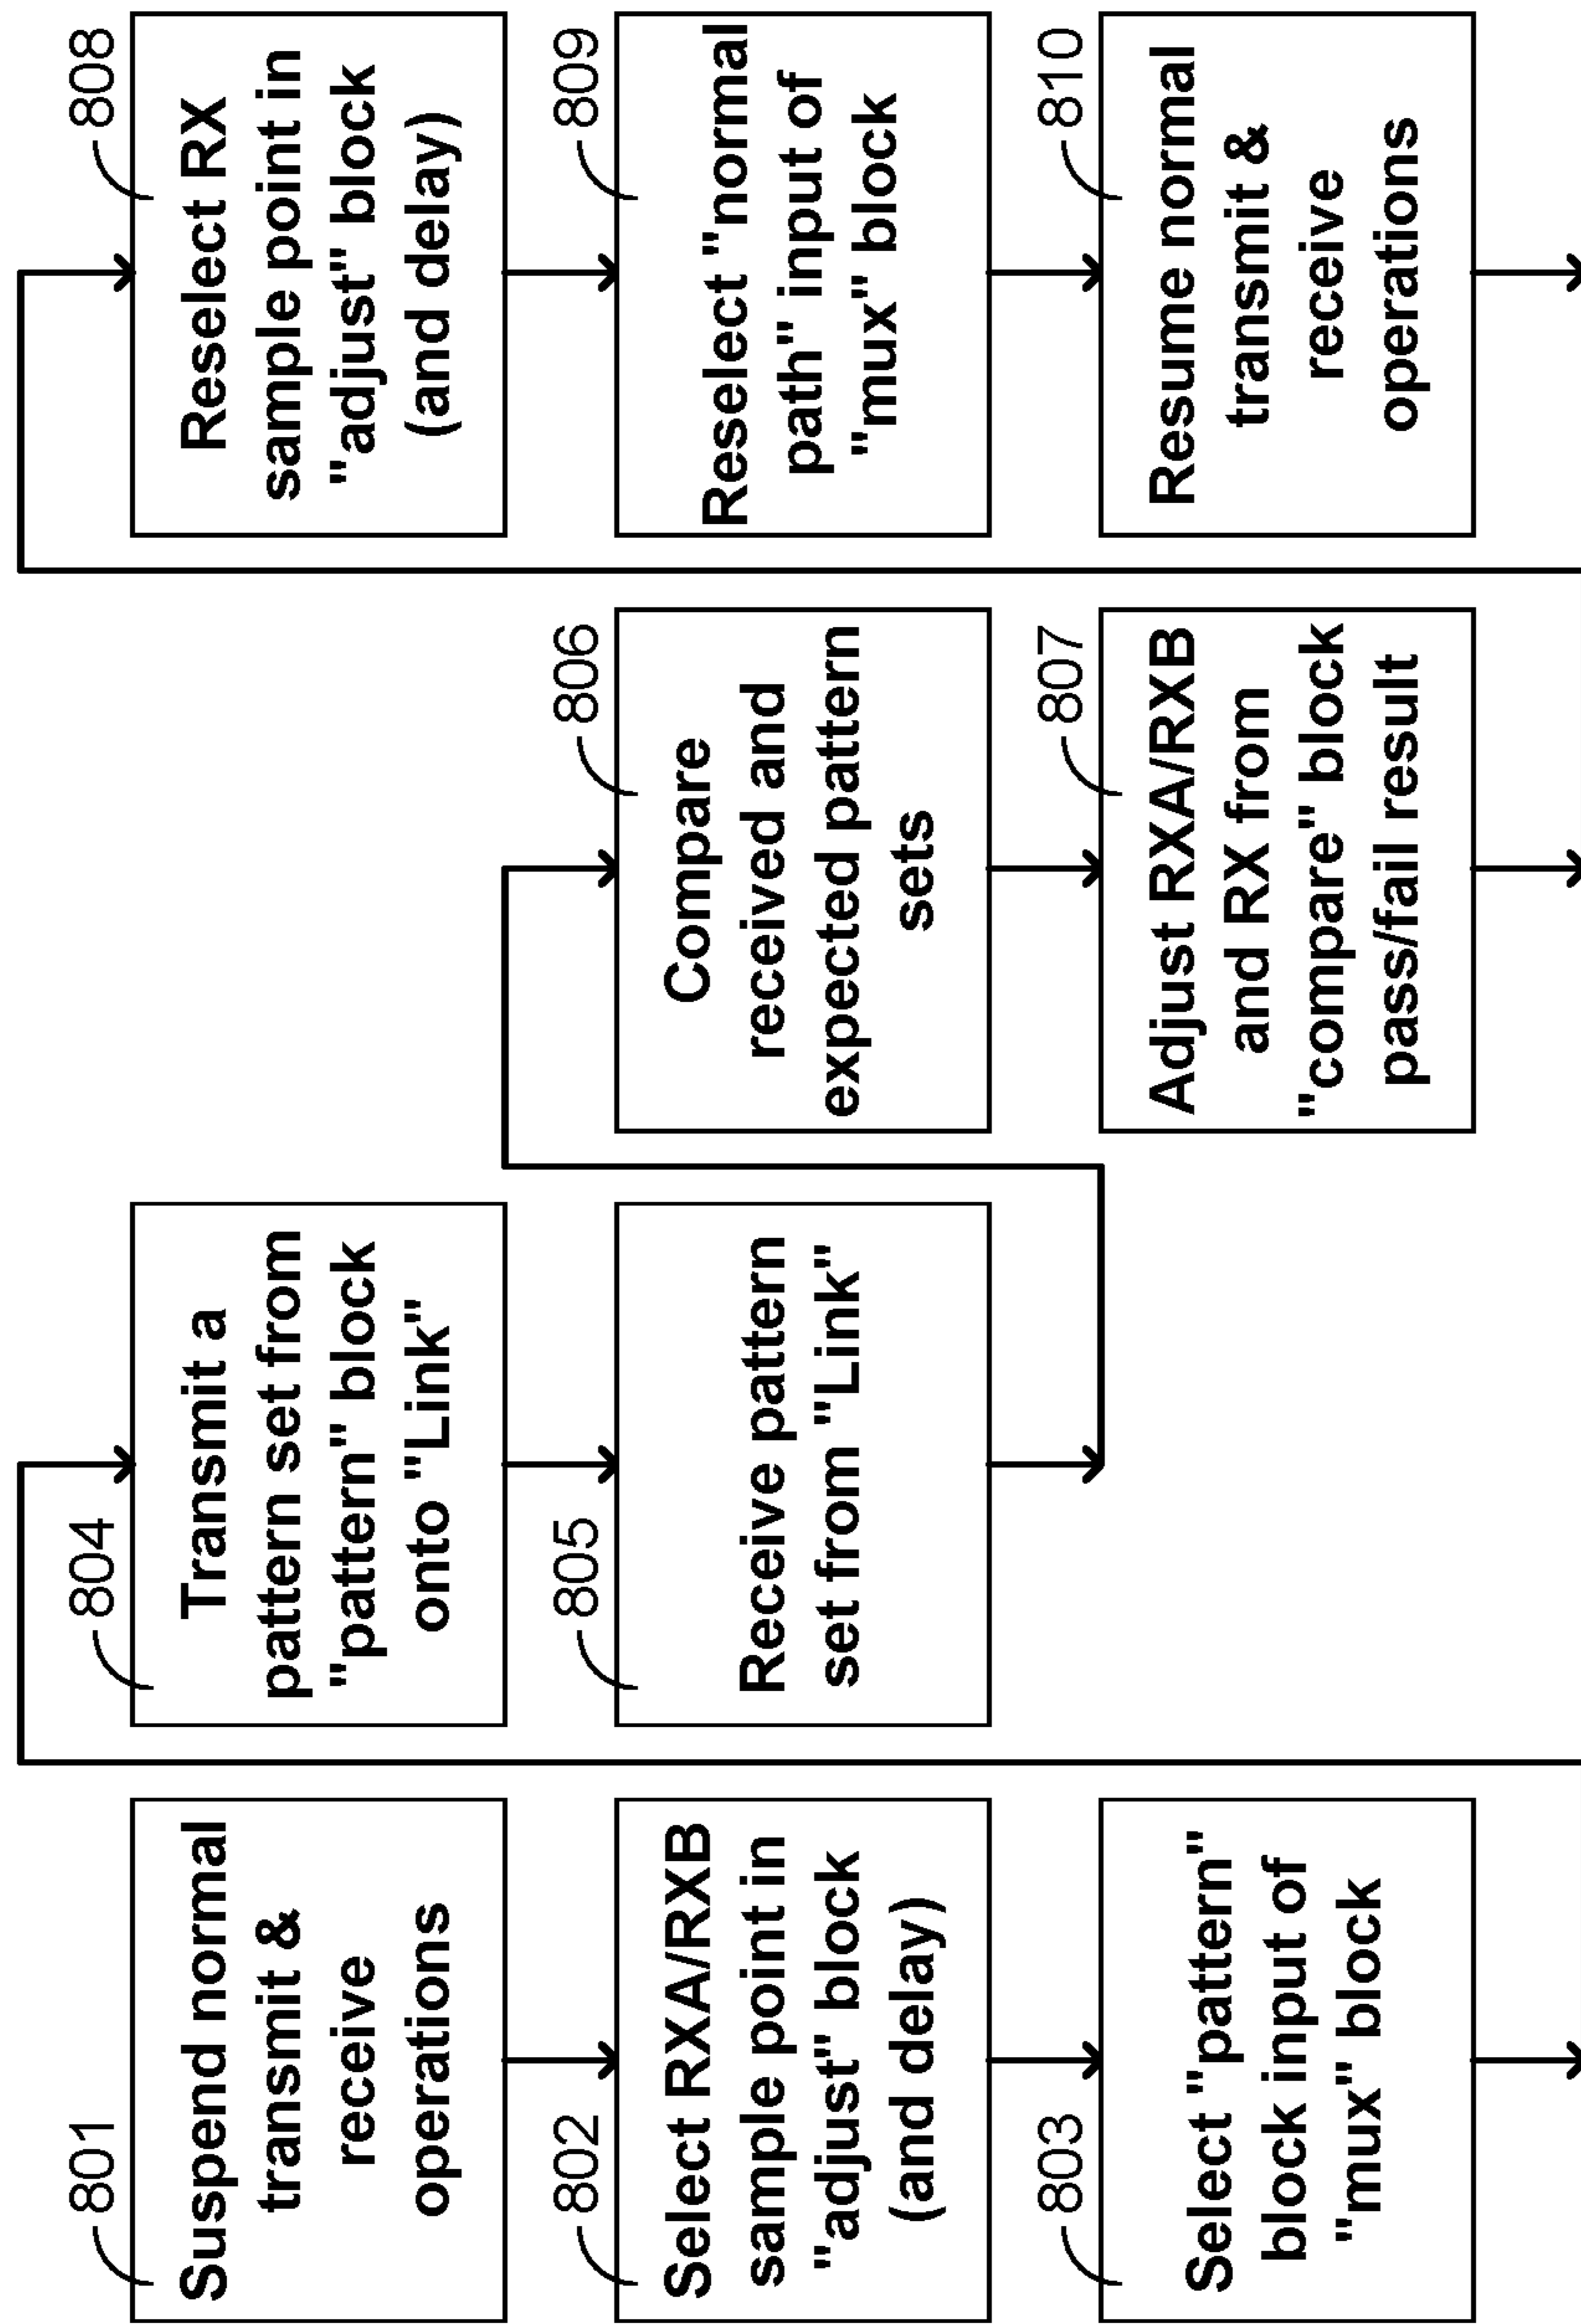 801
Suspend normal
transmit &
receive
operations
802
Select RXA/RXB
sample point in
"adjust" block
(and delay)
803
Select "pattern"
block input of
"mux" block
804
Transmit a
pattern set from
"pattern" block
onto "Link"
805
Receive pattern
set from "Link"
806
Compare
received and
expected pattern
sets
807
Adjust RXA/RXB
and RX from
"compare" block
pass/fail result
808
Reselect RX
sample point in
"adjust" block
(and delay)
809
Reselect "normal
path" input of
"mux" block
810
Resume normal
transmit &
receive
operations